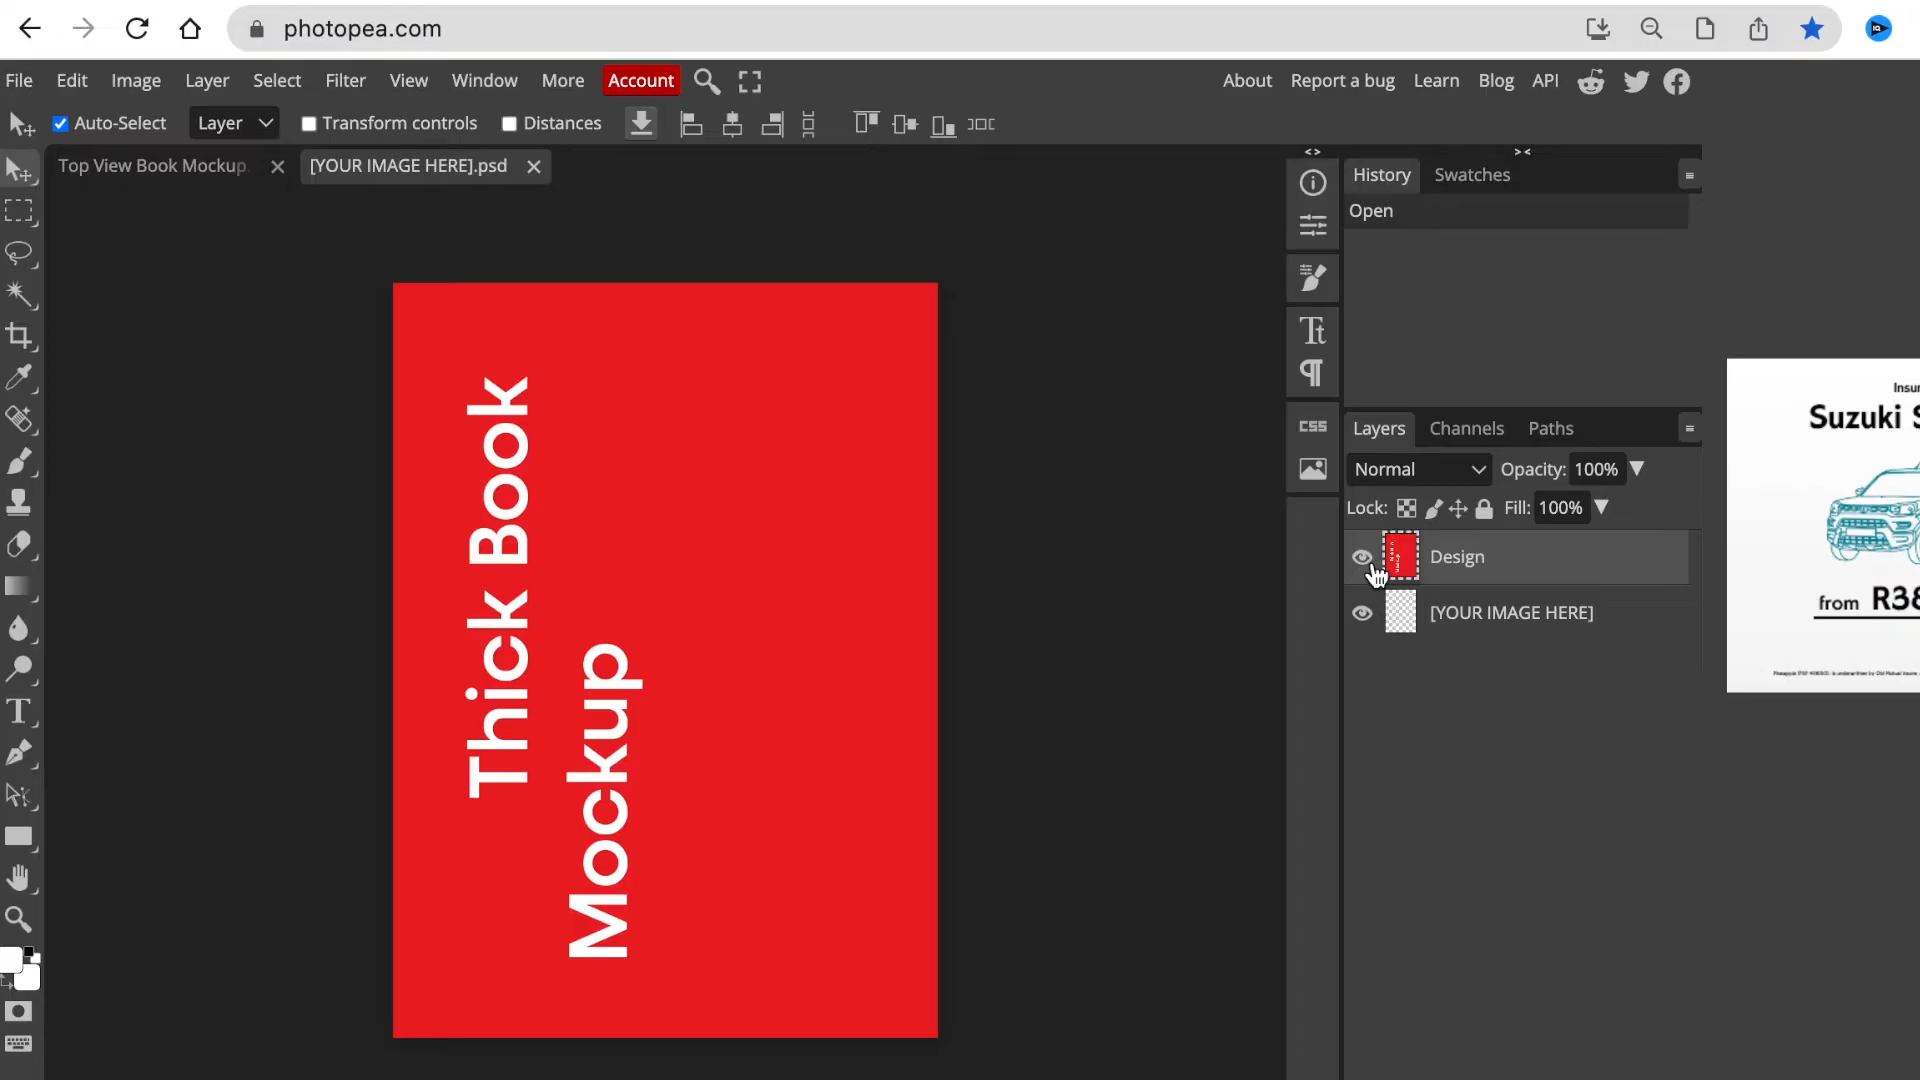 photopea.com
File Edit Image Layer Select Filter View Window More Account About Report a bug Learn Blog API
Auto-Select Layer Transform controls Distances
Top View Book Mockup [YOUR IMAGE HERE].psd
History Swatches
Open
Thick Book
Mockup
CSS
Layers Channels Paths
Normal Opacity: 100%
Lock: Fill: 100%
Design
[YOUR IMAGE HERE]
Suzuki
from R38